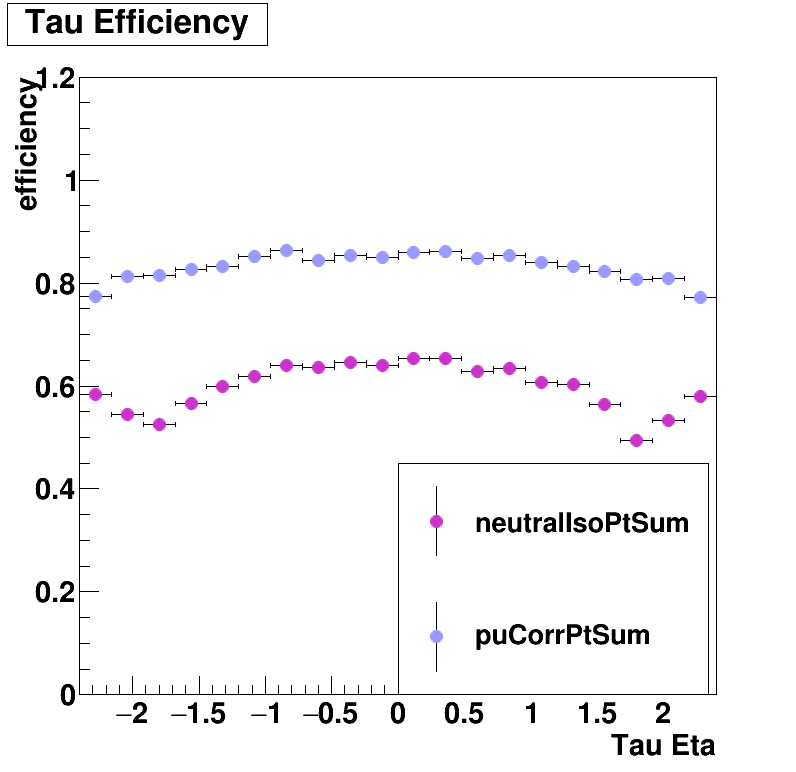 Tau Efficiency
efficiency
1.2
1
0.8
0.6
0.4
0.2
0
neutralIsoPtSum
puCorrPtSum
−2 −1.5 −1 −0.5 0 0.5 1 1.5 2
Tau Eta